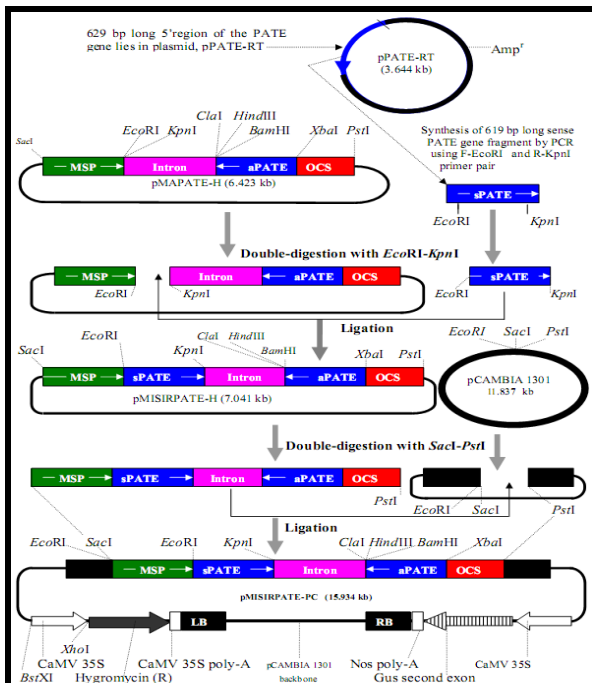 629 bp long 5'region of the PATE
gene lies in plasmid, pPATE-RT
pPATE-RT
(3.644 kb)
Amp^r
ClaI HindIII
EcoRI KpnI BamHI XbaI PstI
SacI
MSP Intron aPATE OCS
pMAPATE-H (6.423 kb)
Synthesis of 619 bp long sense
PATE gene fragment by PCR
using F-EcoRI and R-KpnI
primer pair
sPATE
EcoRI KpnI
Double-digestion with EcoRI-KpnI
MSP Intron aPATE OCS
EcoRI KpnI
sPATE
EcoRI KpnI
Ligation
ClaI HindIII
EcoRI KpnI BamHI
SacI XbaI PstI
MSP sPATE Intron aPATE OCS
pMISIRPATE-H (7.041 kb)
EcoRI SacI PstI
pCAMBIA 1301
11.837 kb
Double-digestion with SacI-PstI
MSP sPATE Intron aPATE OCS
PstI
EcoRI SacI PstI
Ligation
EcoRI SacI EcoRI KpnI ClaI HindIII BamHI XbaI
MSP sPATE Intron aPATE OCS
pMISIRPATE-PC (15.934 kb)
LB RB
XhoI
CaMV 35S CaMV 35S poly-A pCAMBIA 1301 Nos poly-A CaMV 35S
BstXI Hygromycin (R) backbone Gus second exon